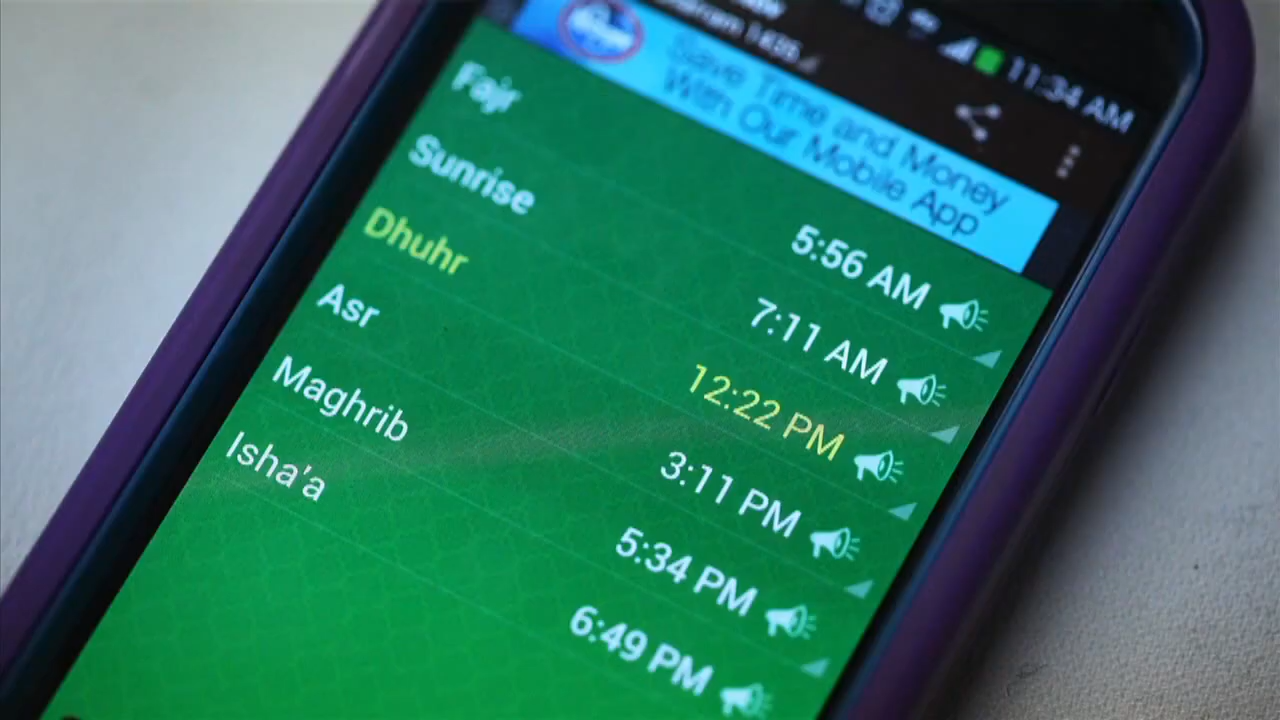 11:34 AM
1435
Save Time and Money
With Our Mobile App
Fajr 5:56 AM
Sunrise 7:11 AM
Dhuhr 12:22 PM
Asr 3:11 PM
Maghrib 5:34 PM
Isha'a 6:49 PM